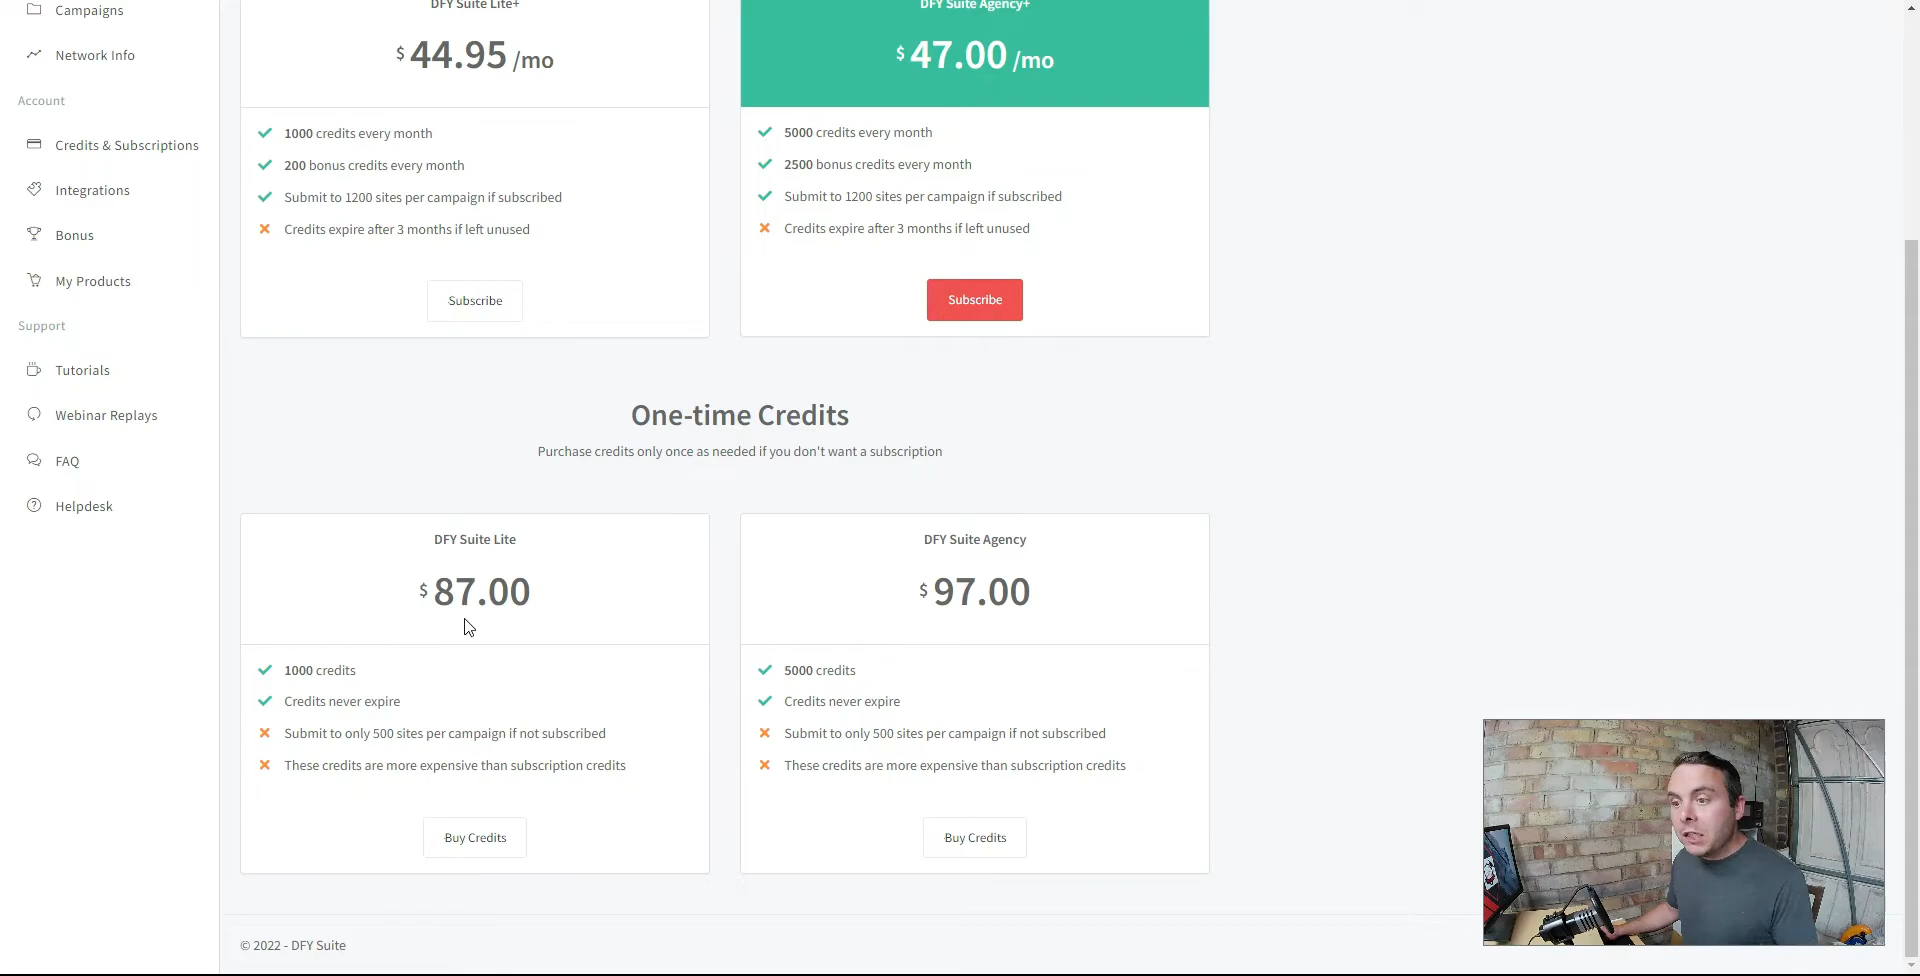 Campaigns
Network Info
Account
Credits & Subscriptions
Integrations
Bonus
My Products
Support
Tutorials
Webinar Replays
FAQ
Helpdesk
DFY Suite Lite+
$ 44.95 /mo
1000 credits every month
200 bonus credits every month
Submit to 1200 sites per campaign if subscribed
Credits expire after 3 months if left unused
Subscribe
DFY Suite Agency+
$ 47.00 /mo
5000 credits every month
2500 bonus credits every month
Submit to 1200 sites per campaign if subscribed
Credits expire after 3 months if left unused
Subscribe
One-time Credits
Purchase credits only once as needed if you don't want a subscription
DFY Suite Lite
$ 87.00
1000 credits
Credits never expire
Submit to only 500 sites per campaign if not subscribed
These credits are more expensive than subscription credits
Buy Credits
DFY Suite Agency
$ 97.00
5000 credits
Credits never expire
Submit to only 500 sites per campaign if not subscribed
These credits are more expensive than subscription credits
Buy Credits
© 2022 - DFY Suite